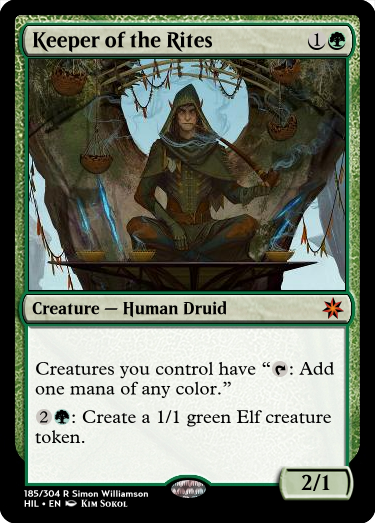 Keeper of the Rites 1
Creature — Human Druid
Creatures you control have “: Add
one mana of any color.”
2: Create a 1/1 green Elf creature
token.
2/1
185/304 R Simon Williamson
HIL • EN Kim Sokol